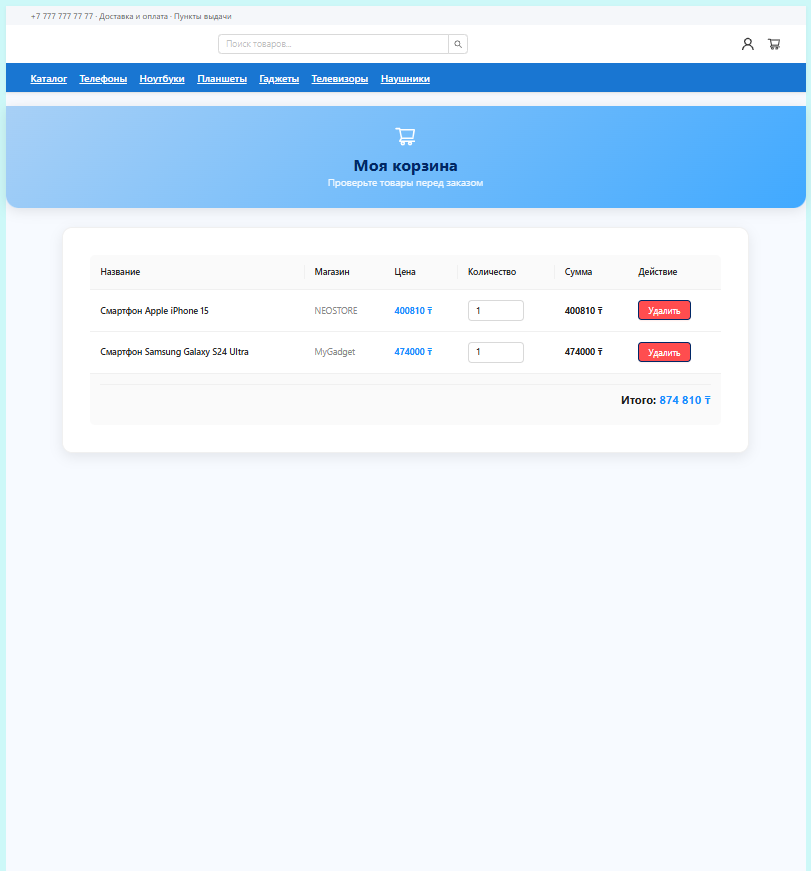 +7 777 777 77 77 · Доставка и оплата · Пункты выдачи
Поиск товаров...
Каталог Телефоны Ноутбуки Планшеты Гаджеты Телевизоры Наушники
Моя корзина
Проверьте товары перед заказом
Название Магазин Цена Количество Сумма Действие
Смартфон Apple iPhone 15 NEOSTORE 400810 ₸ 1 400810 ₸ Удалить
Смартфон Samsung Galaxy S24 Ultra MyGadget 474000 ₸ 1 474000 ₸ Удалить
Итого: 874 810 ₸